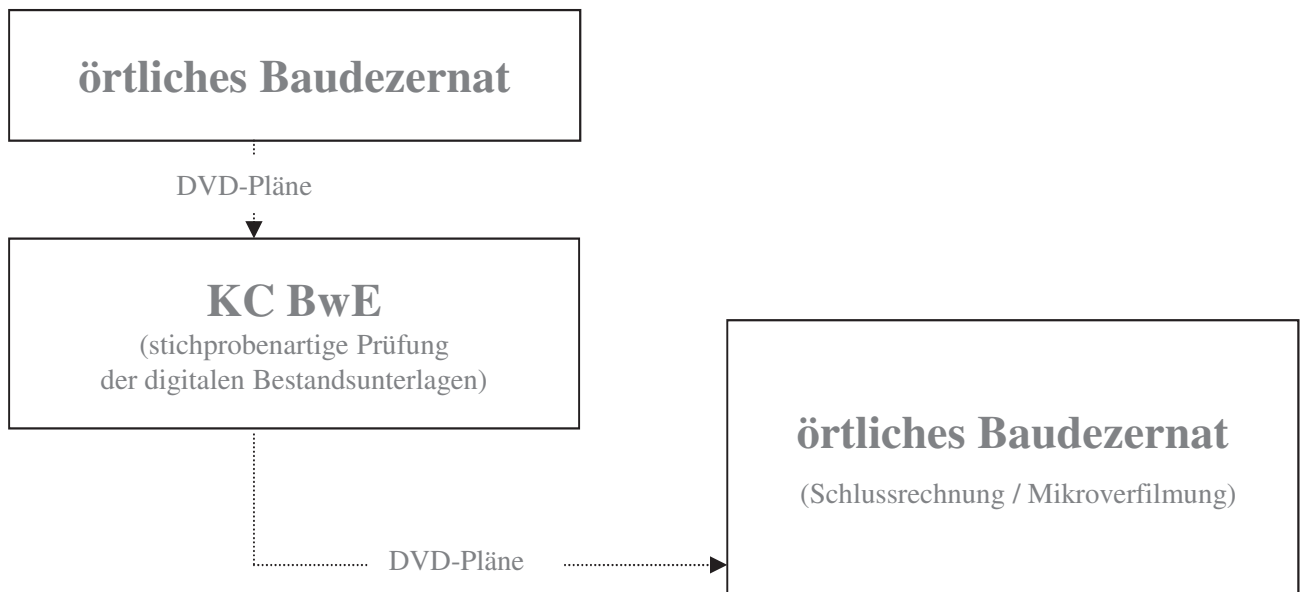 örtliches Baudezernat
DVD-Pläne
KC BwE
(stichprobenartige Prüfung
der digitalen Bestandsunterlagen)
örtliches Baudezernat
(Schlussrechnung / Mikroverfilmung)
DVD-Pläne